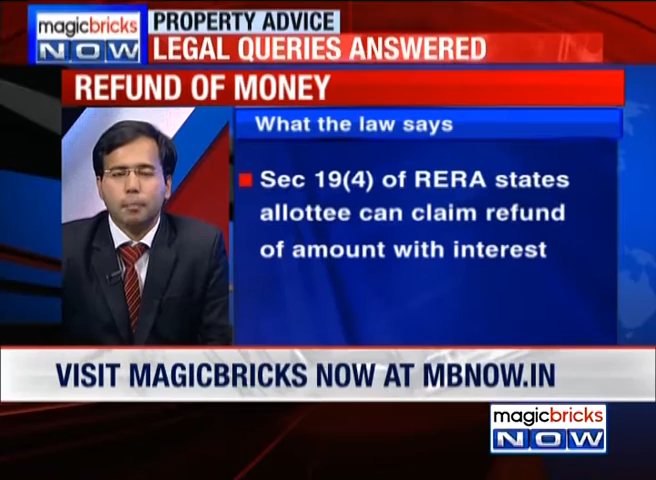 magicbricks
NOW
PROPERTY ADVICE
LEGAL QUERIES ANSWERED
REFUND OF MONEY
What the law says
Sec 19(4) of RERA states
allottee can claim refund
of amount with interest
VISIT MAGICBRICKS NOW AT MBNOW.IN
magicbricks
NOW